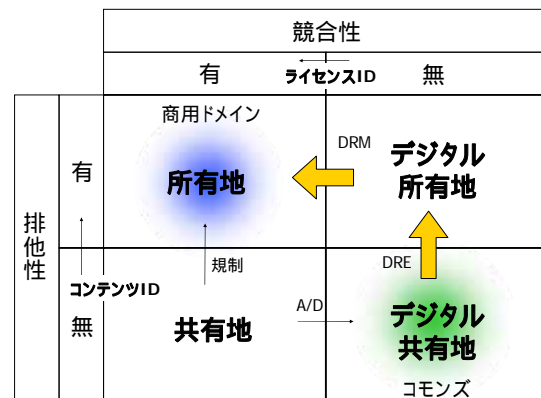 競合性
有
ライセンスID
無
排他性
有
商用ドメイン
所有地
DRM
デジタル
所有地
コンテンツID
規制
DRE
無
共有地
A/D
デジタル
共有地
コモンズ